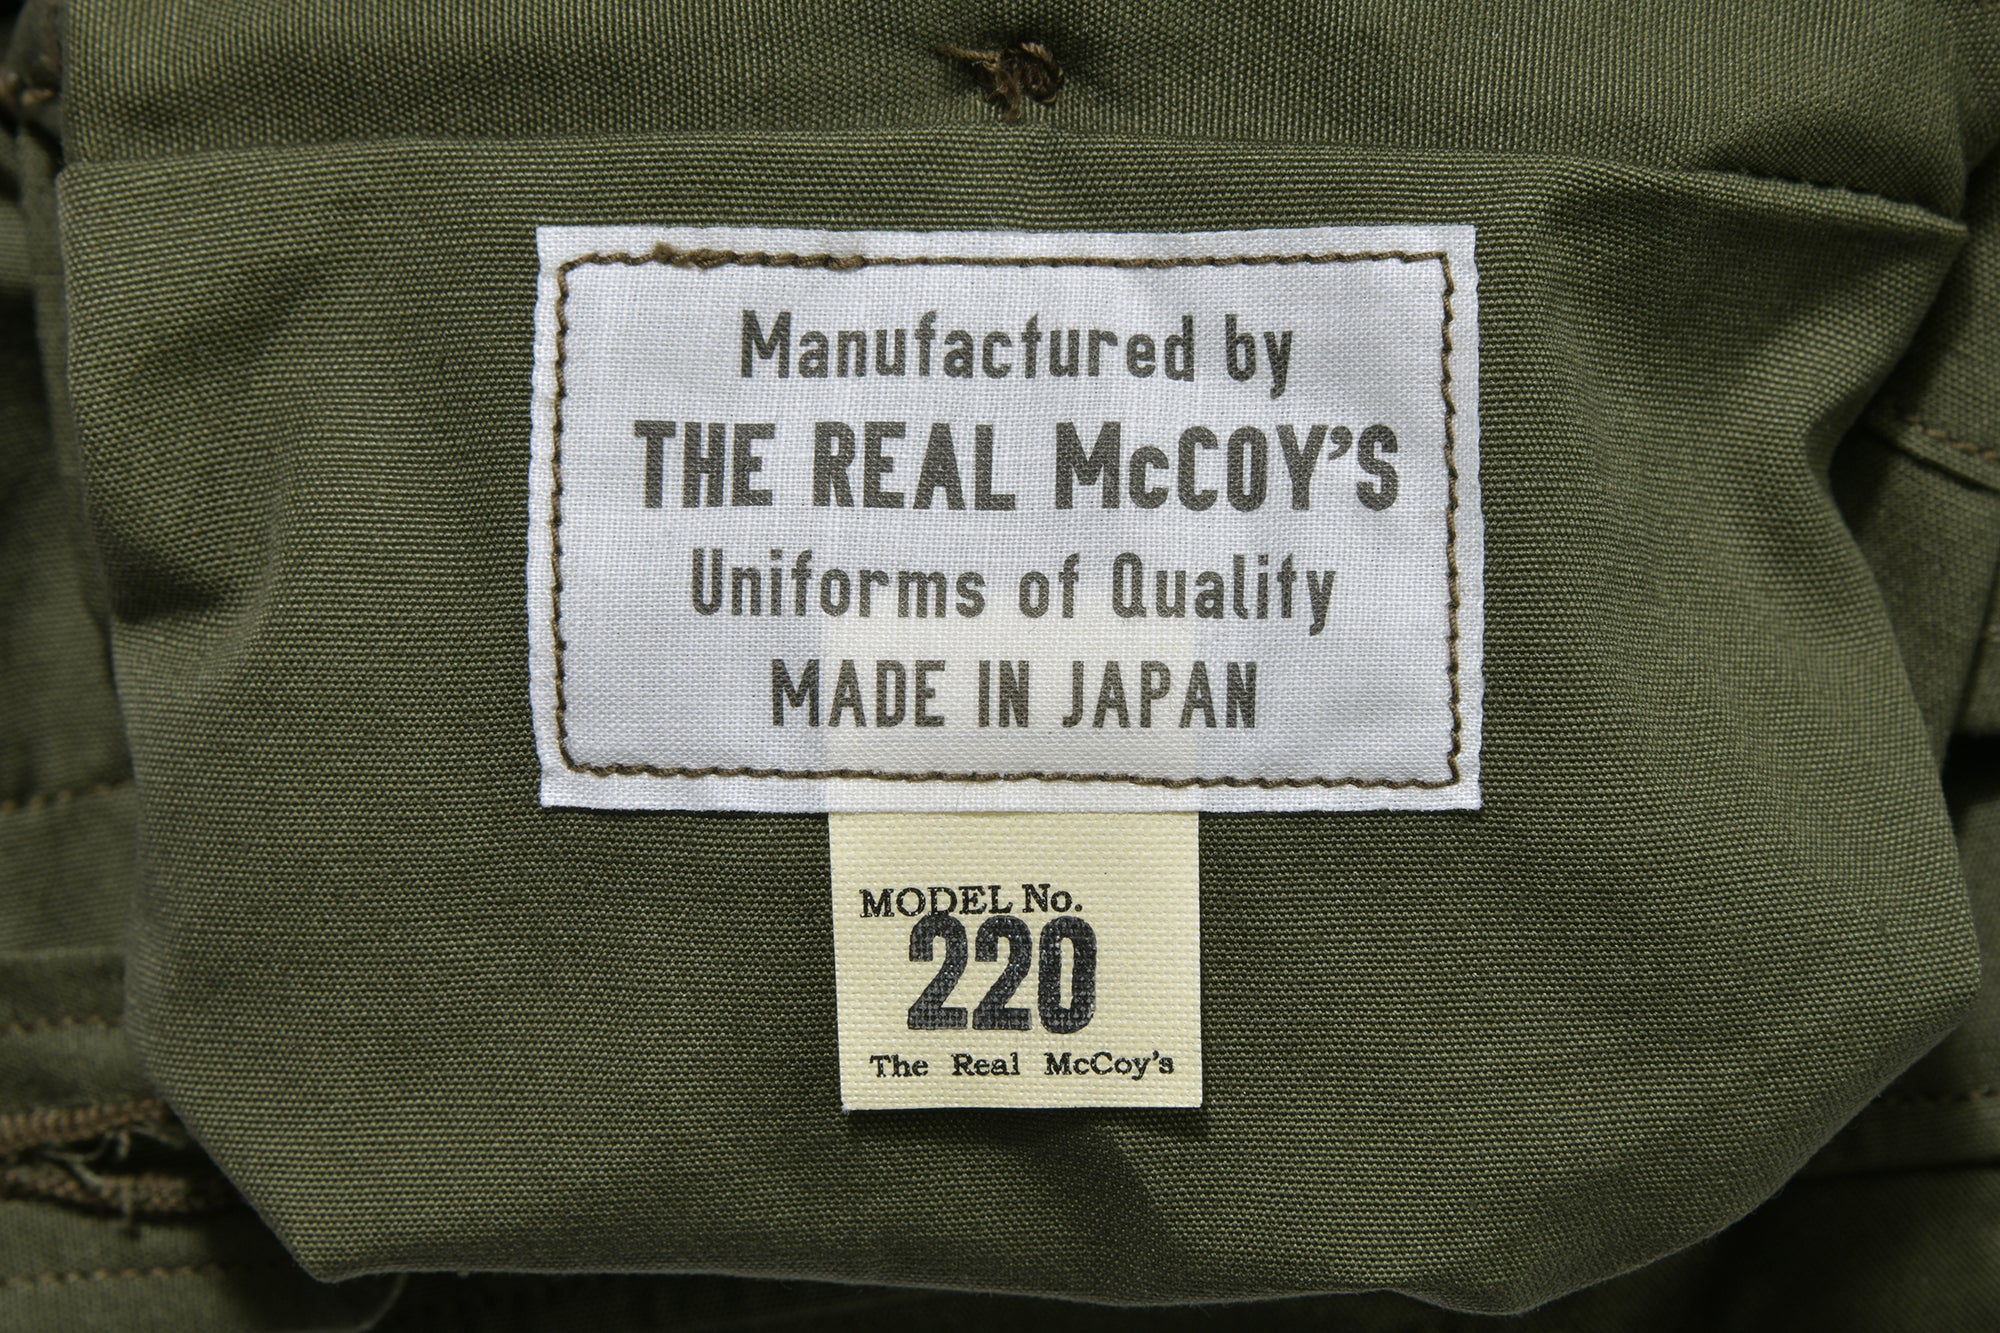 Manufactured by
THE REAL McCOY'S
Uniforms of Quality
MADE IN JAPAN
MODEL No.
220
The Real McCoy's